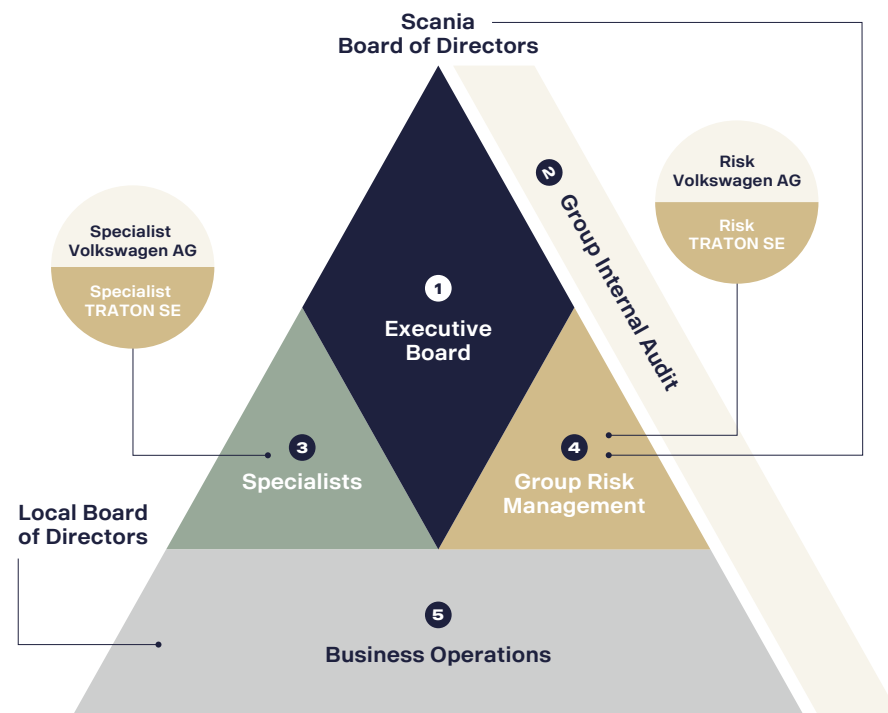 Scania
Board of Directors
2 Group Internal Audit
Risk
Volkswagen AG
Risk
TRATON SE
Specialist
Volkswagen AG
Specialist
TRATON SE
1
Executive
Board
3
Specialists
4
Group Risk
Management
Local Board
of Directors
5
Business Operations